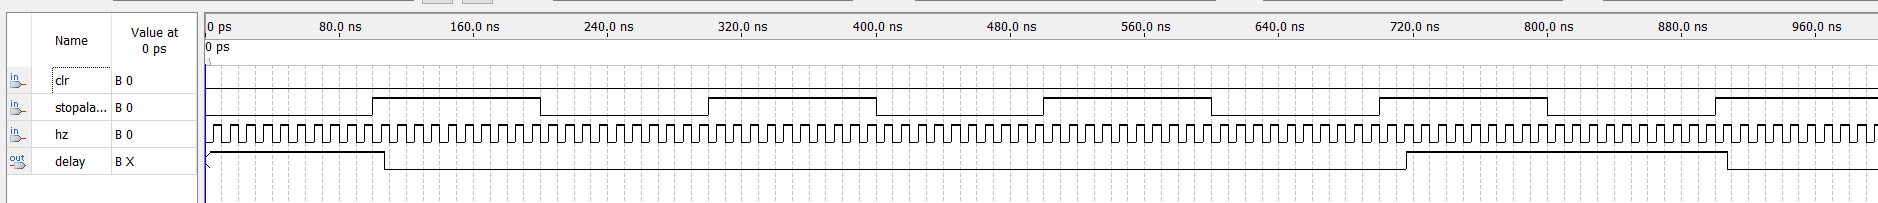 Name Value at 0 ps
0 ps 80.0 ns 160.0 ns 240.0 ns 320.0 ns 400.0 ns 480.0 ns 560.0 ns 640.0 ns 720.0 ns 800.0 ns 880.0 ns 960.0 ns
0 ps
in clr B 0
in stopala... B 0
in hz B 0
out delay B X